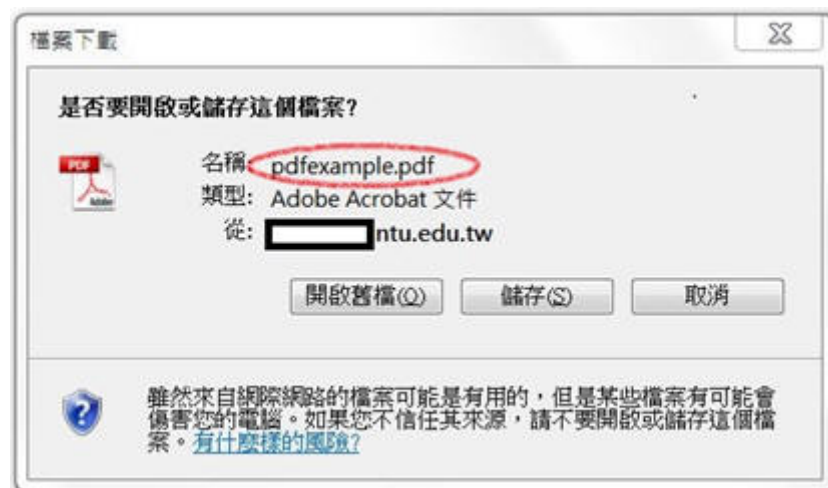 檔案下載
是否要開啟或儲存這個檔案?
PDF
Adobe
名稱: pdfexample.pdf
類型: Adobe Acrobat 文件
從: ntu.edu.tw
開啟舊檔(O) 儲存(S) 取消
雖然來自網際網路的檔案可能是有用的，但是某些檔案有可能會
傷害您的電腦。如果您不信任其來源，請不要開啟或儲存這個檔
案。有什麼樣的風險?